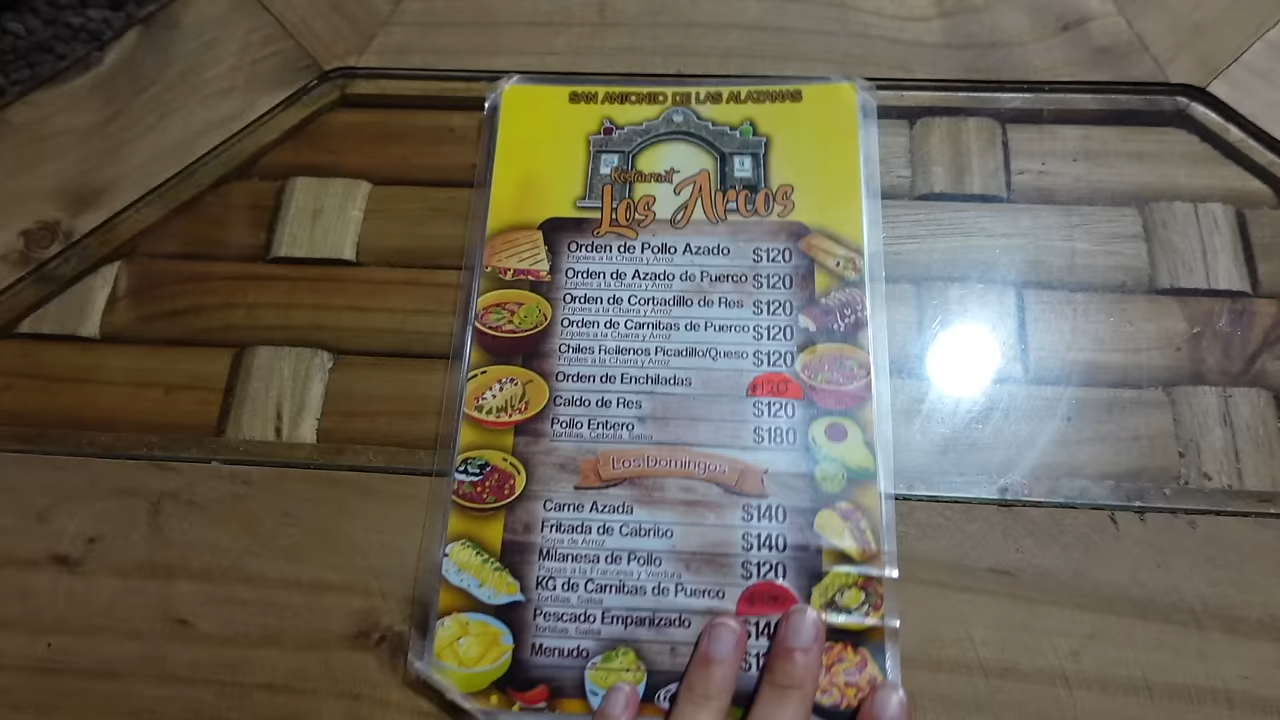 SAN ANTONIO DE LAS ALAZANAS
Restaurant
Los Arcos
Orden de Pollo Azado $120
Frijoles a la Charra y Arroz
Orden de Azado de Puerco $120
Frijoles a la Charra y Arroz
Orden de Cortadillo de Res $120
Frijoles a la Charra y Arroz
Orden de Carnitas de Puerco $120
Frijoles a la Charra y Arroz
Chiles Rellenos Picadillo/Queso $120
Frijoles a la Charra y Arroz
Orden de Enchiladas $120
Caldo de Res $120
Pollo Entero $180
Tortillas, Cebolla, Salsa
Los Domingos
Carne Azada $140
Fritada de Cabrito $140
Sopa de Arroz
Milanesa de Pollo $120
Papas a la Francesa y Verdura
KG de Carnitas de Puerco
Tortillas, Salsa
Pescado Empanizado
Tortillas, Salsa
Menudo